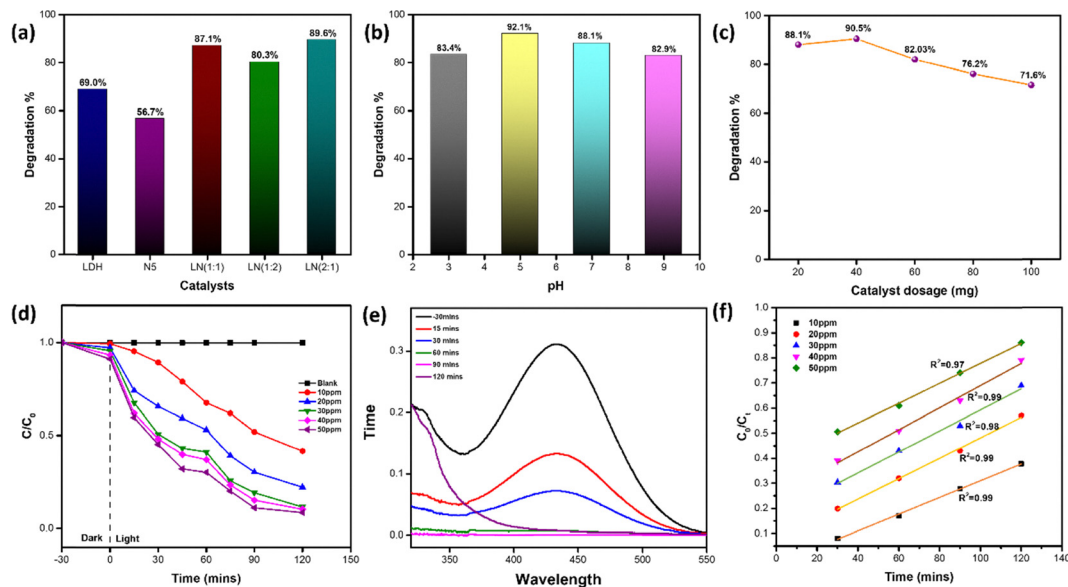 (a)
Degradation %
100
80
60
40
20
0
69.0%
56.7%
87.1%
80.3%
89.6%
LDH
N5
LN(1:1)
LN(1:2)
LN(2:1)
Catalysts
(b)
Degradation %
100
80
60
40
20
0
83.4%
92.1%
88.1%
82.9%
2
3
4
5
6
7
8
9
10
pH
(c)
Degradation %
100
80
60
40
20
0
88.1%
90.5%
82.03%
76.2%
71.6%
20
40
60
80
100
Catalyst dosage (mg)
(d)
C/C0
1.0
0.5
0.0
Blank
10ppm
20ppm
30ppm
40ppm
50ppm
Dark
Light
-30
0
30
60
90
120
150
Time (mins)
(e)
Time
0.3
0.2
0.1
0.0
-30mins
15 mins
30 mins
60 mins
90 mins
120 mins
350
400
450
500
550
Wavelength
(f)
C0/Ct
1.0
0.9
0.8
0.7
0.6
0.5
0.4
0.3
0.2
0.1
10ppm
20ppm
30ppm
40ppm
50ppm
R²=0.97
R²=0.99
R²=0.98
R²=0.99
R²=0.99
0
20
40
60
80
100
120
140
Time (mins)